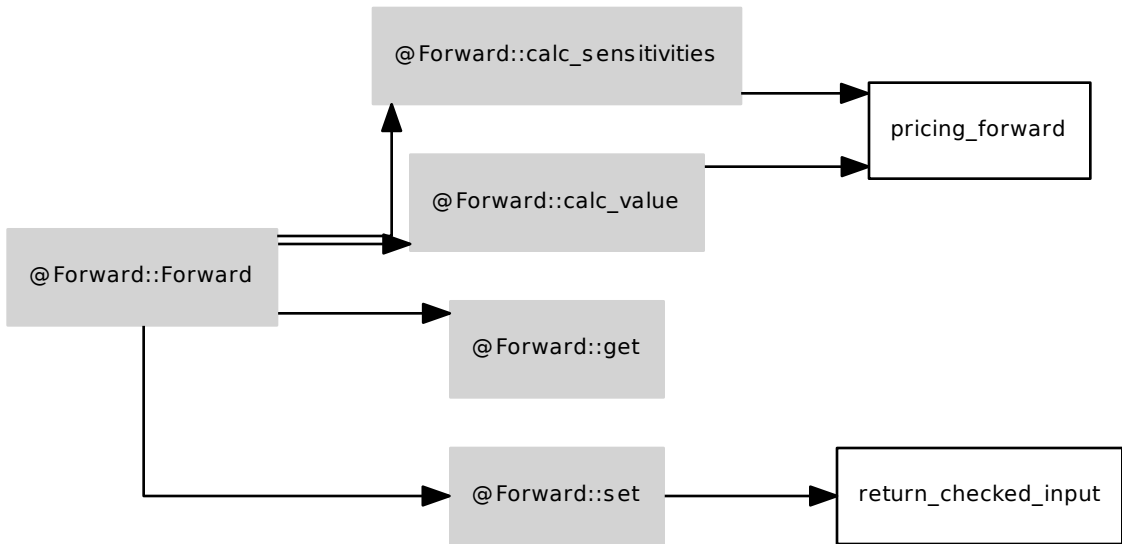 @Forward::calc_sensitivities
pricing_forward
@Forward::calc_value
@Forward::Forward
@Forward::get
@Forward::set
return_checked_input